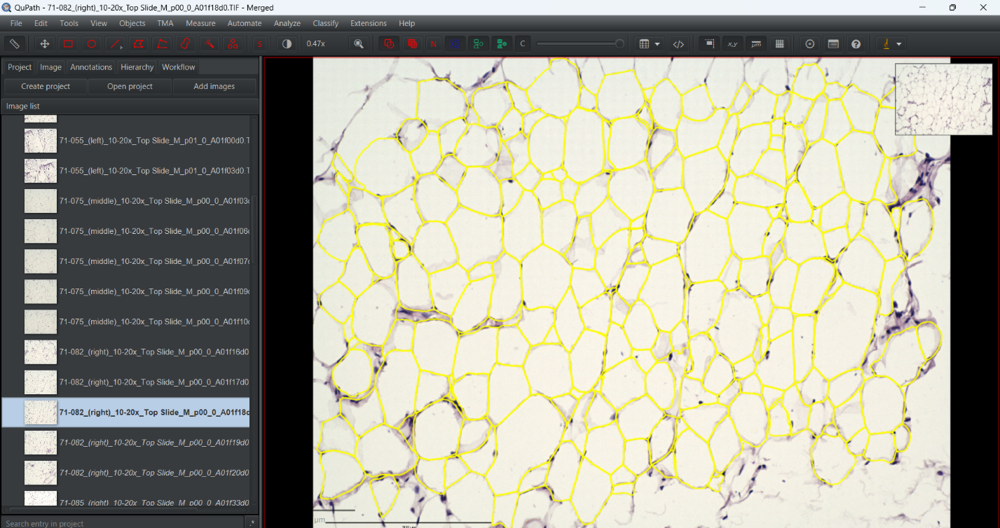 QuPath - 71-082_(right)_10-20x_Top Slide_M_p00_0_A01f18d0.TIF - Merged
File Edit Tools View Objects TMA Measure Automate Analyze Classify Extensions Help
S 0.47x N C x,y μm
Project Image Annotations Hierarchy Workflow
Create project Open project Add images
Image list
71-055_(left)_10-20x_Top Slide_M_p01_0_A01f00d0.T
71-055_(left)_10-20x_Top Slide_M_p01_0_A01f03d0.T
71-075_(middle)_10-20x_Top Slide_M_p00_0_A01f03
71-075_(middle)_10-20x_Top Slide_M_p00_0_A01f06
71-075_(middle)_10-20x_Top Slide_M_p00_0_A01f07
71-075_(middle)_10-20x_Top Slide_M_p00_0_A01f09
71-075_(middle)_10-20x_Top Slide_M_p00_0_A01f10
71-082_(right)_10-20x_Top Slide_M_p00_0_A01f16d0
71-082_(right)_10-20x_Top Slide_M_p00_0_A01f17d0
71-082_(right)_10-20x_Top Slide_M_p00_0_A01f18
71-082_(right)_10-20x_Top Slide_M_p00_0_A01f19d0
71-082_(right)_10-20x_Top Slide_M_p00_0_A01f20d0
71-085_(right)_10-20x_Top Slide_M_p00_0_A01f33d0
μm
Search entry in project .*